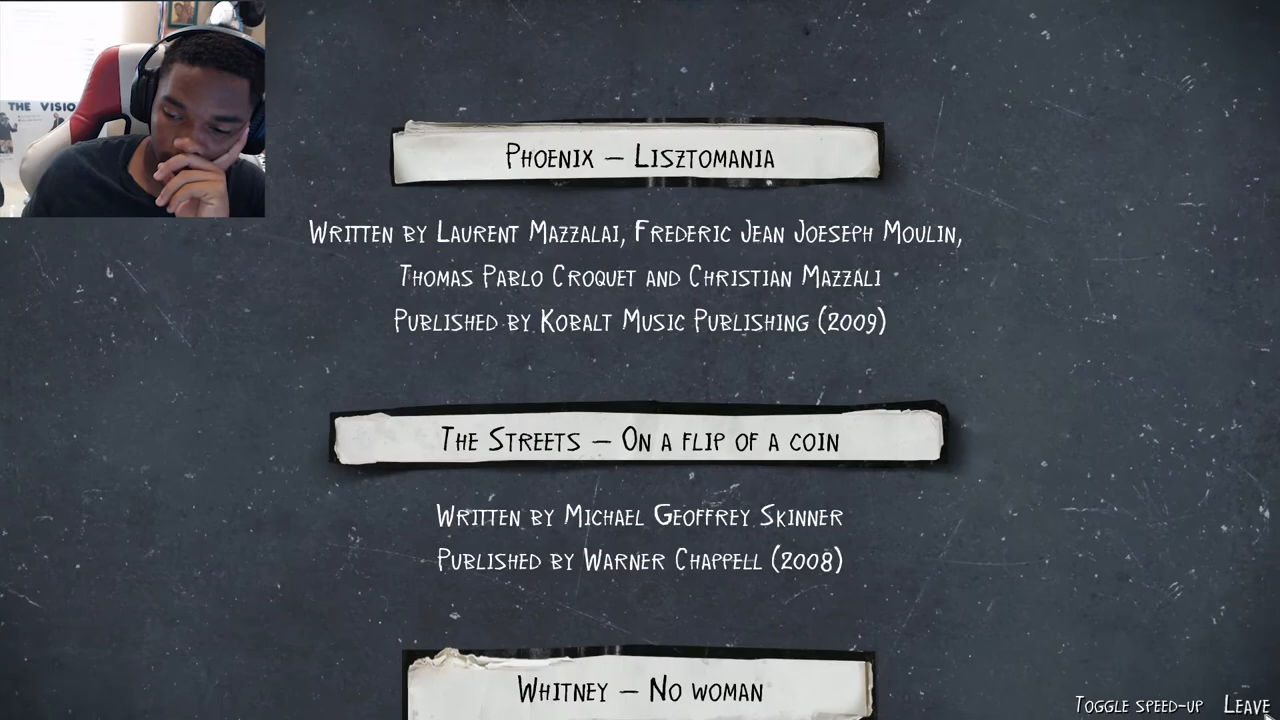 THE VISIO
PHOENIX – LISZTOMANIA
WRITTEN BY LAURENT MAZZALAI, FREDERIC JEAN JOESEPH MOULIN,
THOMAS PABLO CROQUET AND CHRISTIAN MAZZALI
PUBLISHED BY KOBALT MUSIC PUBLISHING (2009)
THE STREETS – ON A FLIP OF A COIN
WRITTEN BY MICHAEL GEOFFREY SKINNER
PUBLISHED BY WARNER CHAPPELL (2008)
WHITNEY – NO WOMAN
TOGGLE SPEED-UP LEAVE